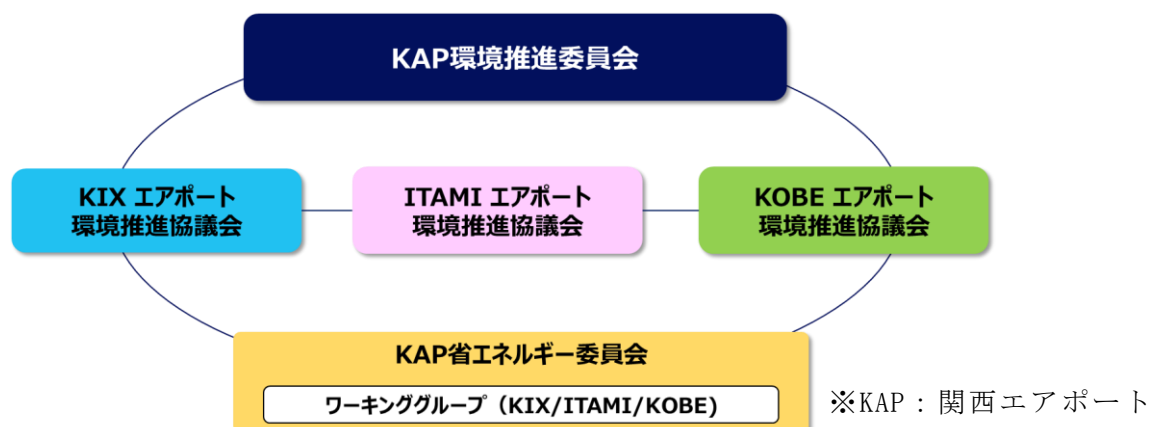 KAP環境推進委員会
KIX エアポート
環境推進協議会
ITAMI エアポート
環境推進協議会
KOBE エアポート
環境推進協議会
KAP省エネルギー委員会
ワーキンググループ（KIX/ITAMI/KOBE)
※KAP：関西エアポート